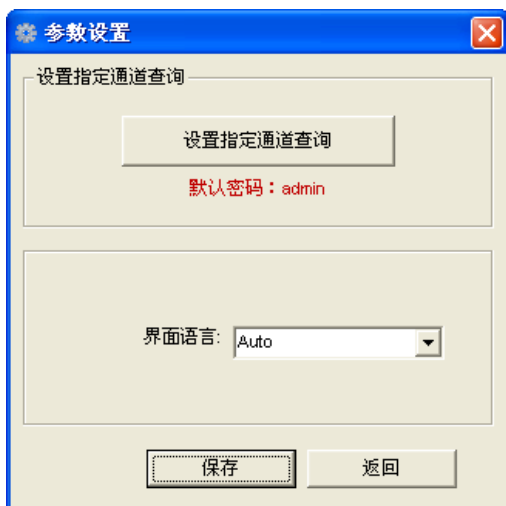 参数设置
设置指定通道查询
设置指定通道查询
默认密码：admin
界面语言:
Auto
保存
返回